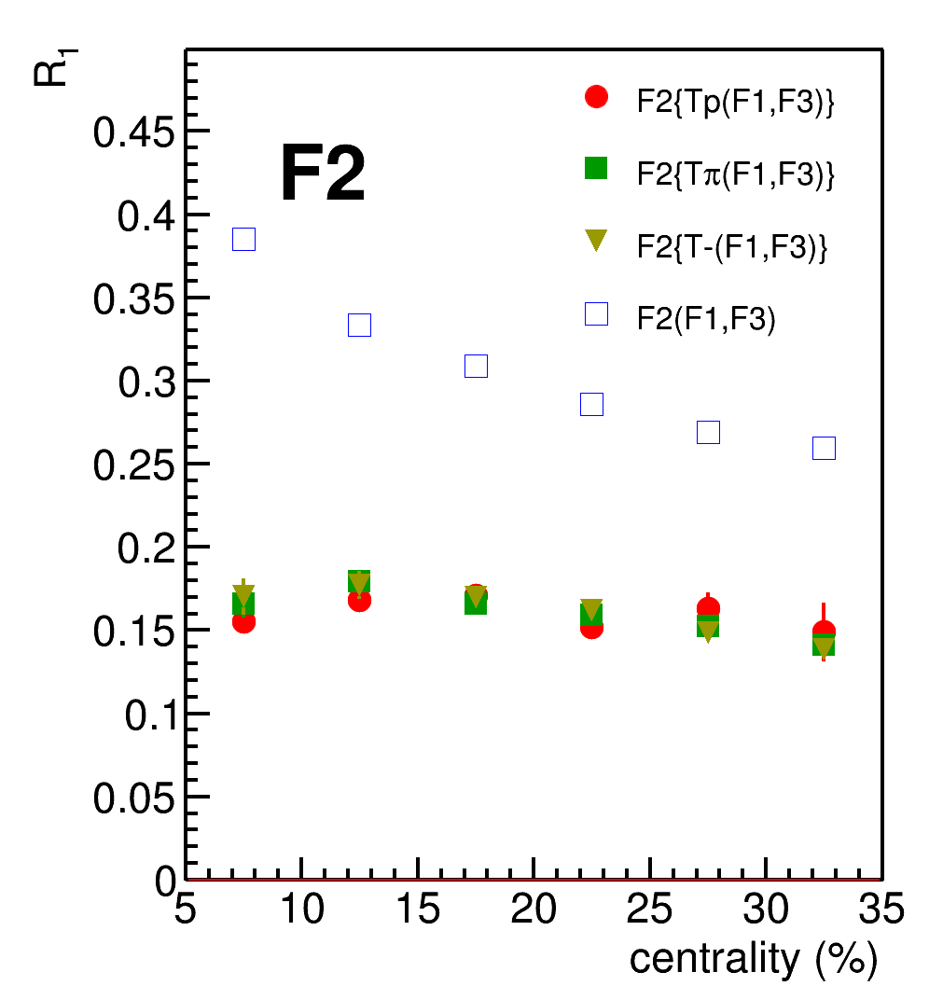 R1
0.45
0.4
0.35
0.3
0.25
0.2
0.15
0.1
0.05
0
F2
F2{Tp(F1,F3)}
F2{Tπ(F1,F3)}
F2{T-(F1,F3)}
F2(F1,F3)
5 10 15 20 25 30 35
centrality (%)